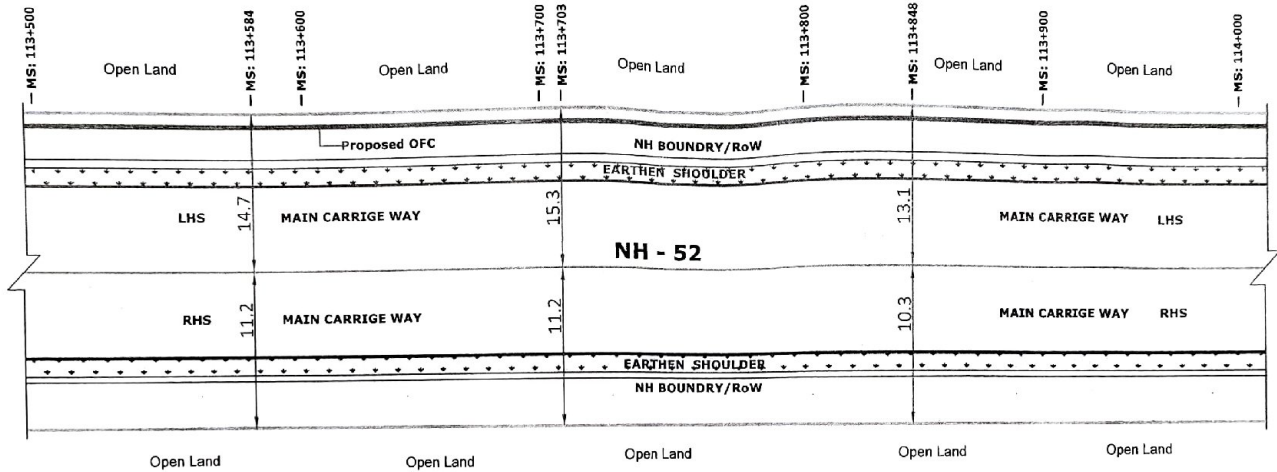 MS: 113+500
MS: 113+584
MS: 113+600
MS: 113+700
MS: 113+703
MS: 113+800
MS: 113+848
MS: 113+900
MS: 114+000
Open Land
Open Land
Open Land
Open Land
Open Land
Proposed OFC
NH BOUNDRY/RoW
EARTHEN SHOULDER
LHS
14.7
MAIN CARRIGE WAY
15.3
13.1
MAIN CARRIGE WAY
LHS
NH - 52
RHS
11.2
MAIN CARRIGE WAY
11.2
10.3
MAIN CARRIGE WAY
RHS
EARTHEN SHOULDER
NH BOUNDRY/RoW
Open Land
Open Land
Open Land
Open Land
Open Land